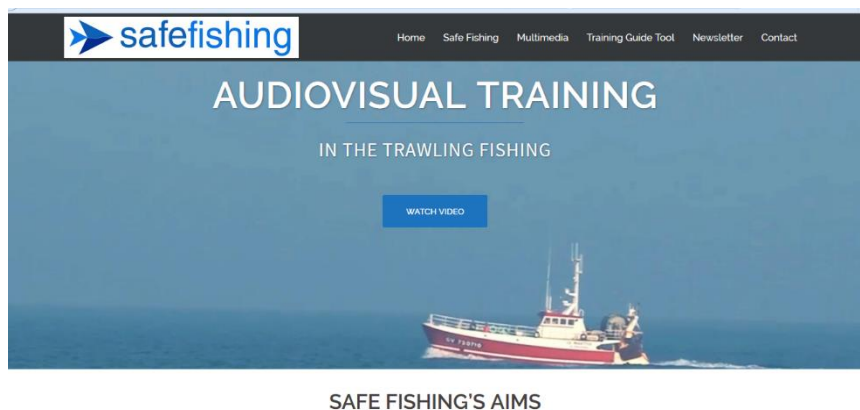 safefishing
Home Safe Fishing Multimedia Training Guide Tool Newsletter Contact
AUDIOVISUAL TRAINING
IN THE TRAWLING FISHING
WATCH VIDEO
SAFE FISHING'S AIMS